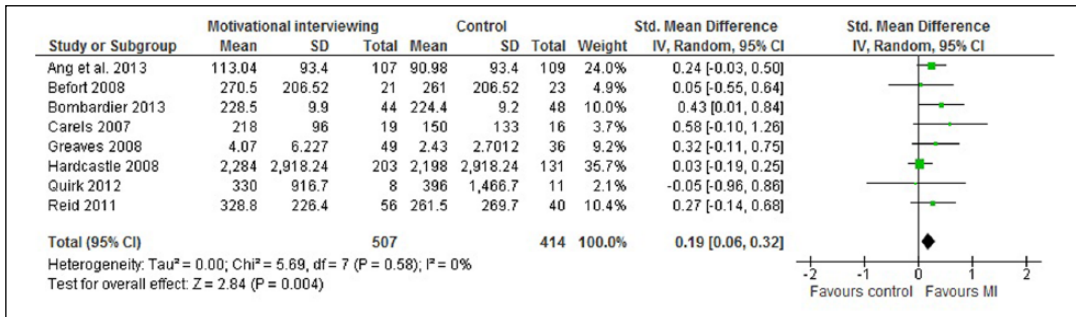 Motivational interviewing Control Std. Mean Difference Std. Mean Difference
Study or Subgroup Mean SD Total Mean SD Total Weight IV, Random, 95% CI IV, Random, 95% CI
Ang et al. 2013 113.04 93.4 107 90.98 93.4 109 24.0% 0.24 [-0.03, 0.50]
Befort 2008 270.5 206.52 21 261 206.52 23 4.9% 0.05 [-0.55, 0.64]
Bombardier 2013 228.5 9.9 44 224.4 9.2 48 10.0% 0.43 [0.01, 0.84]
Carels 2007 218 96 19 150 133 16 3.7% 0.58 [-0.10, 1.26]
Greaves 2008 4.07 6.227 49 2.43 2.7012 36 9.2% 0.32 [-0.11, 0.75]
Hardcastle 2008 2,284 2,918.24 203 2,198 2,918.24 131 35.7% 0.03 [-0.19, 0.25]
Quirk 2012 330 916.7 8 396 1,466.7 11 2.1% -0.05 [-0.96, 0.86]
Reid 2011 328.8 226.4 56 261.5 269.7 40 10.4% 0.27 [-0.14, 0.68]
Total (95% CI) 507 414 100.0% 0.19 [0.06, 0.32]
Heterogeneity: Tau² = 0.00; Chi² = 5.69, df = 7 (P = 0.58); I² = 0%
Test for overall effect: Z = 2.84 (P = 0.004)
-2 -1 0 1 2
Favours control Favours MI